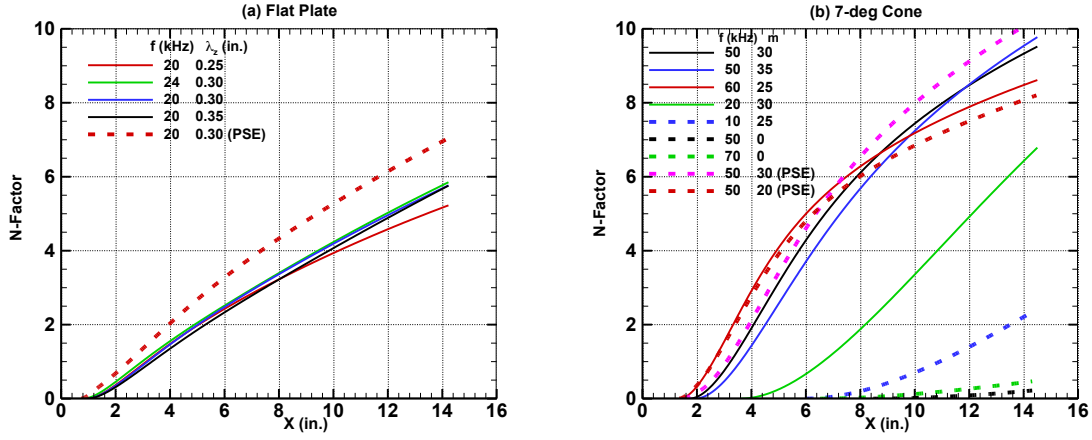 (a) Flat Plate
f (kHz) λz (in.)
20 0.25
24 0.30
20 0.30
20 0.35
20 0.30 (PSE)
N-Factor
10
8
6
4
2
0
0 2 4 6 8 10 12 14 16
X (in.)
(b) 7-deg Cone
f (kHz) m
50 30
50 35
60 25
20 30
10 25
50 0
70 0
50 30 (PSE)
50 20 (PSE)
N-Factor
10
8
6
4
2
0
0 2 4 6 8 10 12 14 16
X (in.)